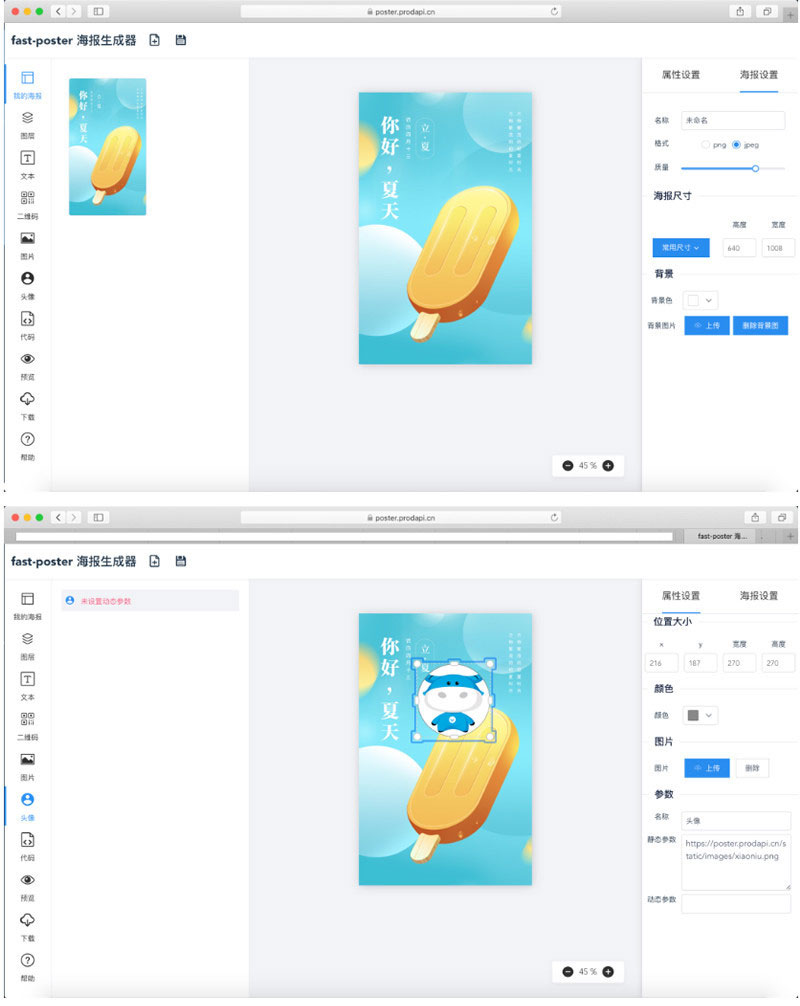 poster.prodapi.cn
fast-poster 海报生成器
我的海报
图层
文本
二维码
图片
头像
代码
预览
下载
帮助
你好，夏天
立·夏
45 %
属性设置
海报设置
名称
未命名
格式
png
jpeg
质量
海报尺寸
高度
宽度
常用尺寸
640
1008
背景
背景色
背景图片
上传
删除背景图
poster.prodapi.cn
fast-poster 海...
fast-poster 海报生成器
我的海报
图层
文本
二维码
图片
头像
代码
预览
下载
帮助
未设置动态参数
你好，夏天
立·夏
45 %
属性设置
海报设置
位置大小
x
y
宽度
高度
216
187
270
270
颜色
颜色
图片
图片
上传
删除
参数
名称
头像
静态参数
https://poster.prodapi.cn/s
tatic/images/xiaoniu.png
动态参数